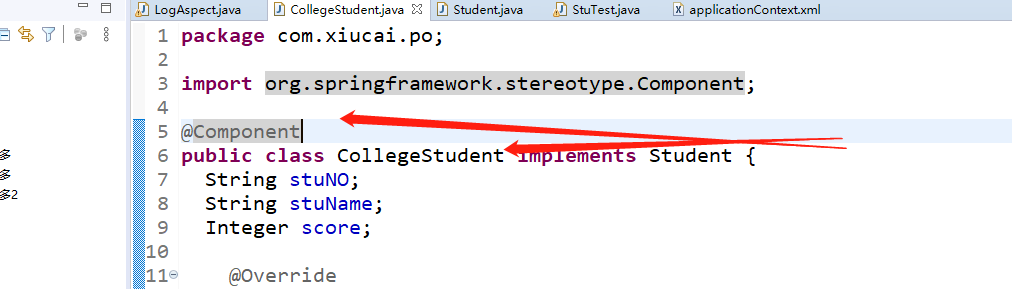 LogAspect.java CollegeStudent.java Student.java StuTest.java applicationContext.xml
1 package com.xiucai.po;
2
3 import org.springframework.stereotype.Component;
4
5 @Component
6 public class CollegeStudent implements Student {
7 String stuNO;
8 String stuName;
9 Integer score;
10
11 @Override
多
多
多2